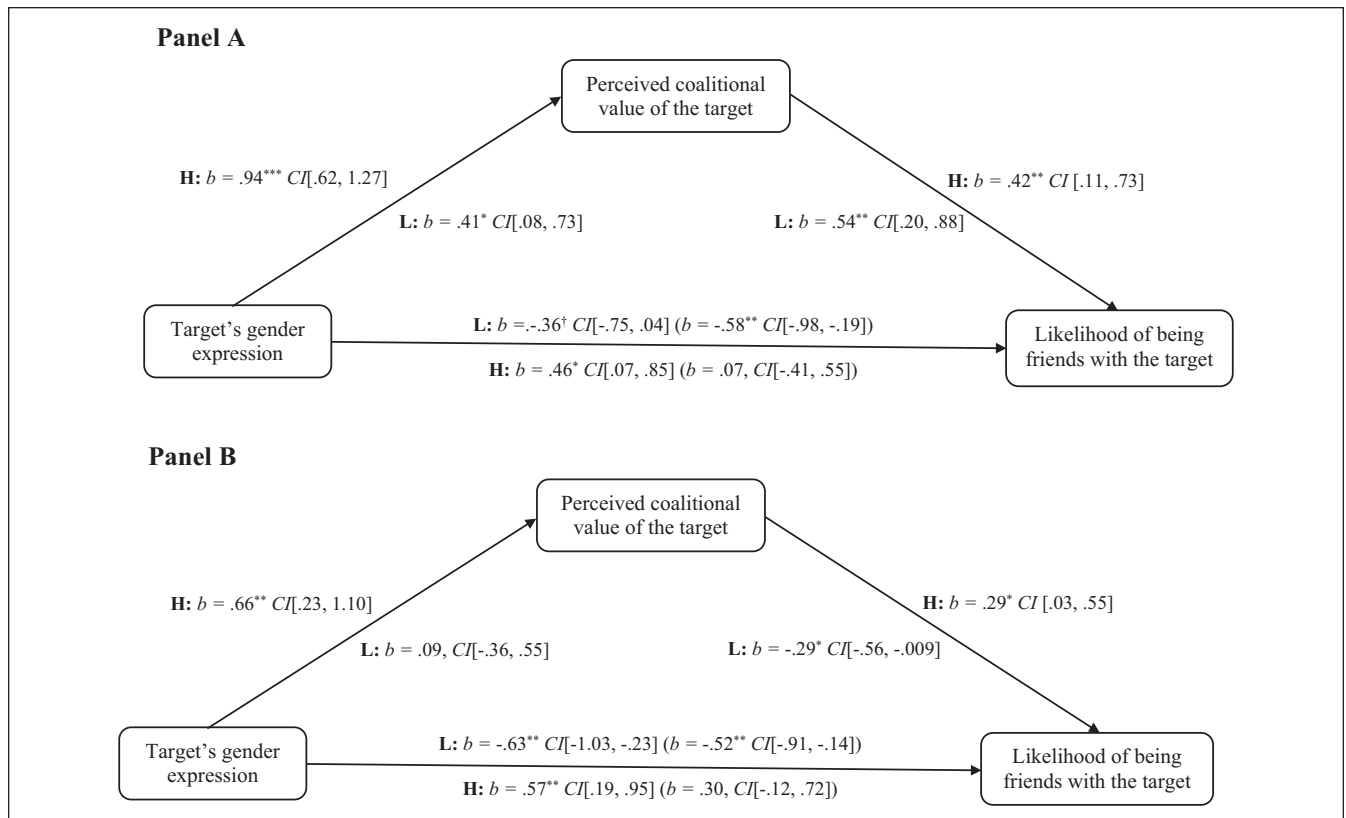 Panel A
Perceived coalitional
value of the target
H: b = .94*** CI[.62, 1.27]
H: b = .42** CI [.11, .73]
L: b = .41* CI[.08, .73]
L: b = .54** CI[.20, .88]
Target's gender
expression
L: b =.-.36† CI[-.75, .04] (b = -.58** CI[-.98, -.19])
H: b = .46* CI[.07, .85] (b = .07, CI[-.41, .55])
Likelihood of being
friends with the target
Panel B
Perceived coalitional
value of the target
H: b = .66** CI[.23, 1.10]
H: b = .29* CI [.03, .55]
L: b = .09, CI[-.36, .55]
L: b = -.29* CI[-.56, -.009]
Target's gender
expression
L: b = -.63** CI[-1.03, -.23] (b = -.52** CI[-.91, -.14])
H: b = .57** CI[.19, .95] (b = .30, CI[-.12, .72])
Likelihood of being
friends with the target